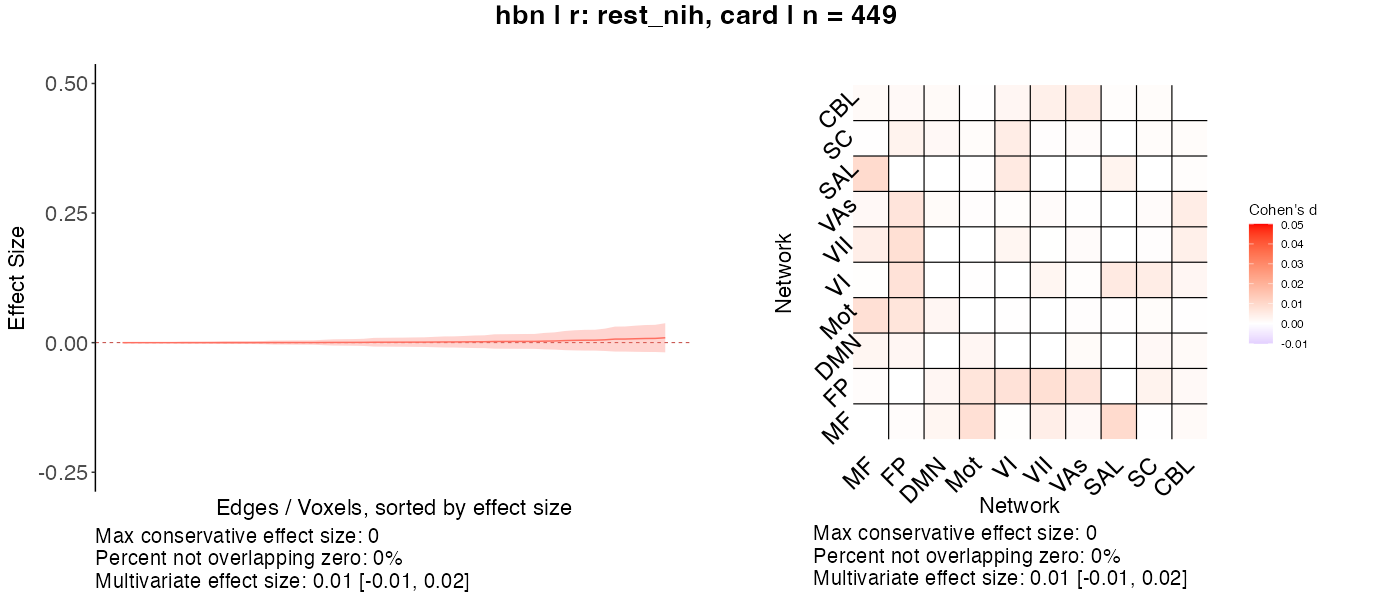 hbn | r: rest_nih, card | n = 449
0.50
0.25
0.00
-0.25
Effect Size
Edges / Voxels, sorted by effect size
Max conservative effect size: 0
Percent not overlapping zero: 0%
Multivariate effect size: 0.01 [-0.01, 0.02]
Network
CBL
SC
SAL
VAs
VII
VI
Mot
DMN
FP
MF
MF
FP
DMN
Mot
VI
VII
VAs
SAL
SC
CBL
Network
Max conservative effect size: 0
Percent not overlapping zero: 0%
Multivariate effect size: 0.01 [-0.01, 0.02]
Cohen's d
0.05
0.04
0.03
0.02
0.01
0.00
-0.01